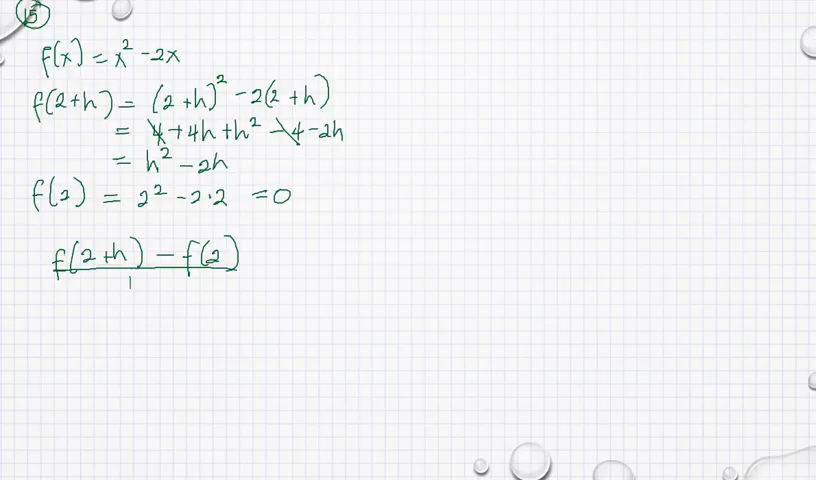 15
f(x) = x² - 2x
f(2+h) = (2+h)² - 2(2+h)
= 4 + 4h + h² - 4 - 2h
= h² - 2h
f(2) = 2² - 2·2 = 0
f(2+h) - f(2)